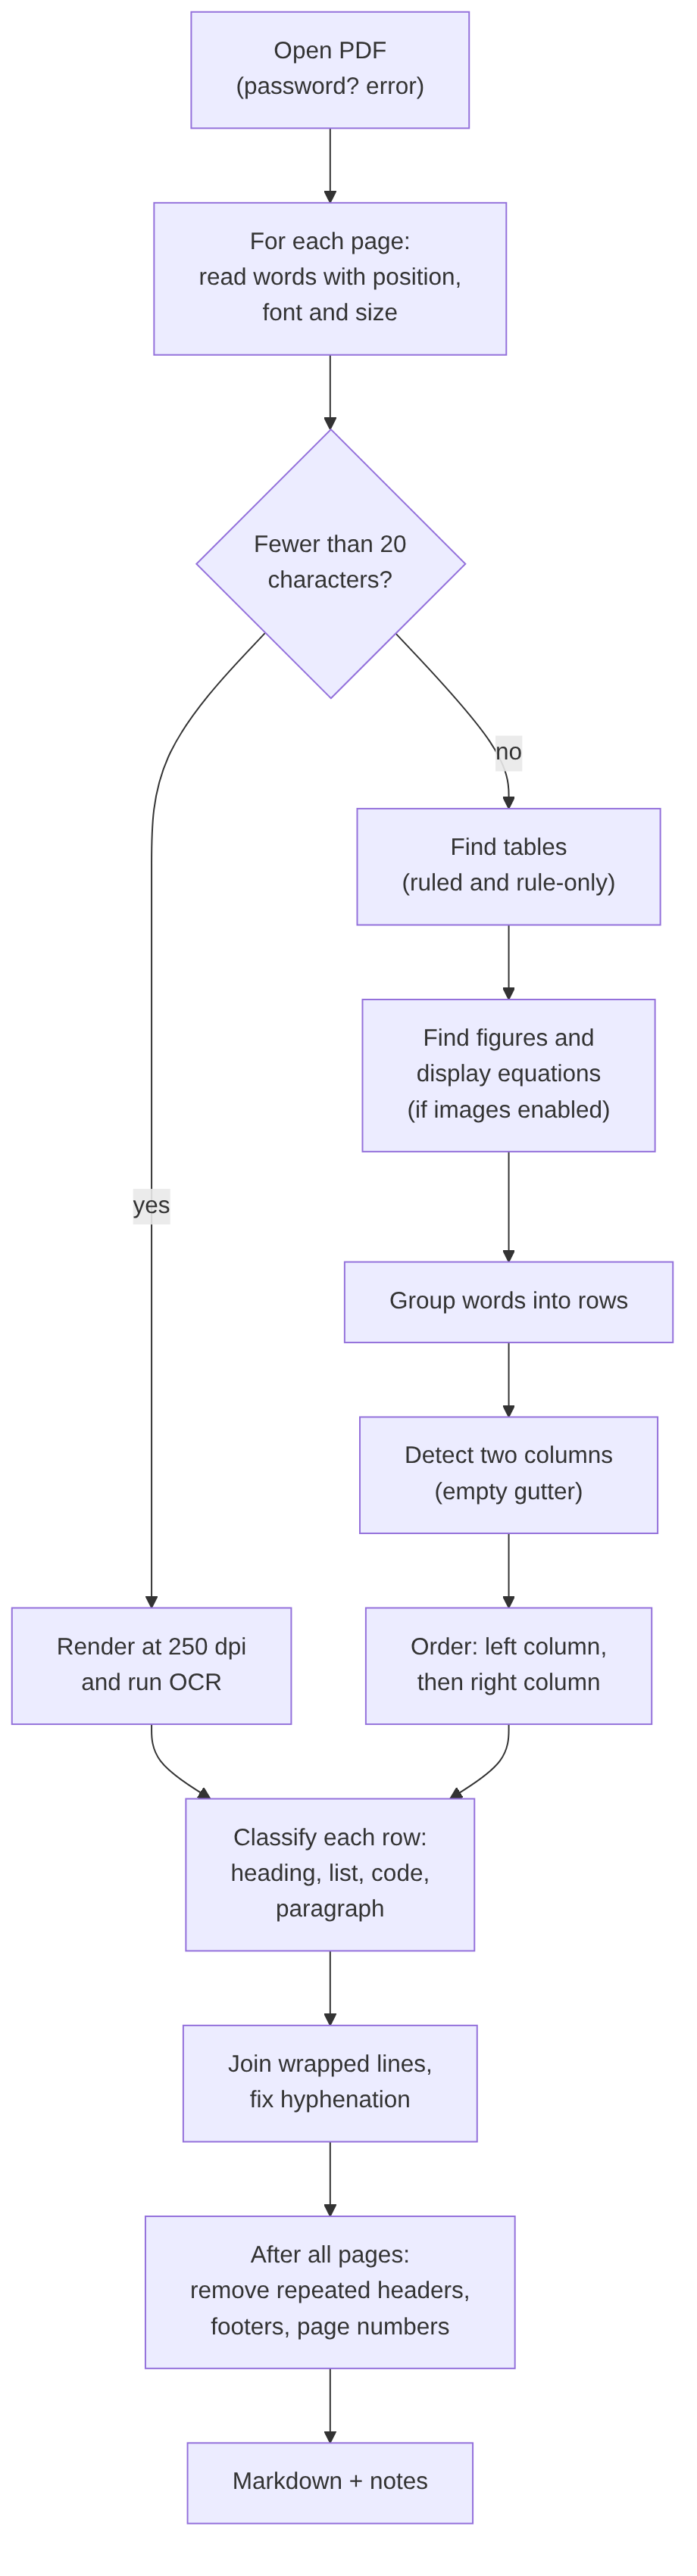 Open PDF
(password? error)
For each page:
read words with position,
font and size
Fewer than 20
characters?
no
Find tables
(ruled and rule-only)
Find figures and
display equations
(if images enabled)
yes
Group words into rows
Detect two columns
(empty gutter)
Render at 250 dpi
and run OCR
Order: left column,
then right column
Classify each row:
heading, list, code,
paragraph
Join wrapped lines,
fix hyphenation
After all pages:
remove repeated headers,
footers, page numbers
Markdown + notes